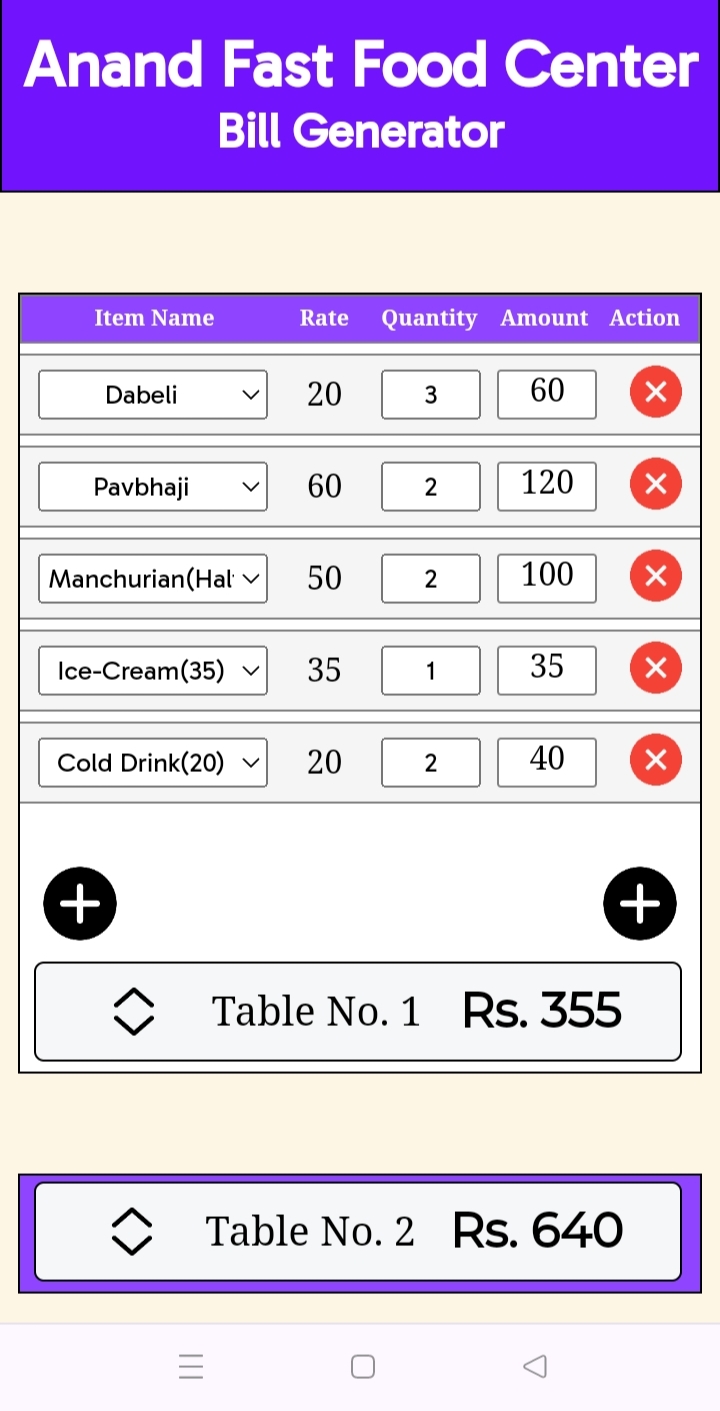 Anand Fast Food Center
Bill Generator
Item Name Rate Quantity Amount Action
Dabeli 20 3 60
Pavbhaji 60 2 120
Manchurian(Hal 50 2 100
Ice-Cream(35) 35 1 35
Cold Drink(20) 20 2 40
Table No. 1 Rs. 355
Table No. 2 Rs. 640